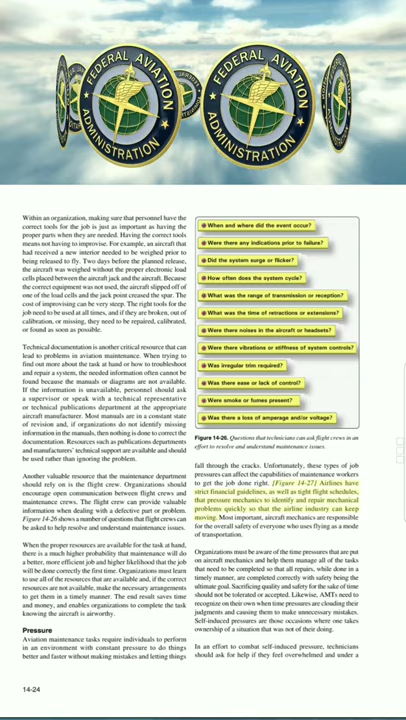 FEDERAL AVIATION
ADMINISTRATION
FEDERAL AVIATION
ADMINISTRATION
Within an organization, making sure that personnel have the
correct tools for the job is just as important as having the
proper parts when they are needed. Having the correct tools
means not having to improvise. For example, an aircraft that
had received a new interior needed to be weighed prior to
being released to fly. Two days before the planned release,
the aircraft was weighed without the proper electronic load
cells placed between the aircraft jack and the aircraft. Because
the correct equipment was not used, the aircraft slipped off of
one of the load cells and the jack point creased the spar. The
cost of improvising can be very steep. The right tools for the
job need to be used at all times, and if they are broken, out of
calibration, or missing, they need to be repaired, calibrated,
or found as soon as possible.
Technical documentation is another critical resource that can
lead to problems in aviation maintenance. When trying to
find out more about the task at hand or how to troubleshoot
and repair a system, the needed information often cannot be
found because the manuals or diagrams are not available.
If the information is unavailable, personnel should ask
a supervisor or speak with a technical representative
or technical publications department at the appropriate
aircraft manufacturer. Most manuals are in a constant state
of revision and, if organizations do not identify missing
information in the manuals, then nothing is done to correct the
documentation. Resources such as publications departments
and manufacturers' technical support are available and should
be used rather than ignoring the problem.
Another valuable resource that the maintenance department
should rely on is the flight crew. Organizations should
encourage open communication between flight crews and
maintenance crews. The flight crew can provide valuable
information when dealing with a defective part or problem.
Figure 14-26 shows a number of questions that flight crews can
be asked to help resolve and understand maintenance issues.
When the proper resources are available for the task at hand,
there is a much higher probability that maintenance will do
a better, more efficient job and higher likelihood that the job
will be done correctly the first time. Organizations must learn
to use all of the resources that are available and, if the correct
resources are not available, make the necessary arrangements
to get them in a timely manner. The end result saves time
and money, and enables organizations to complete the task
knowing the aircraft is airworthy.
Pressure
Aviation maintenance tasks require individuals to perform
in an environment with constant pressure to do things
better and faster without making mistakes and letting things
When and where did the event occur?
Were there any indications prior to failure?
Did the system surge or flicker?
How often does the system cycle?
What was the range of transmission or reception?
What was the time of retractions or extensions?
Were there noises in the aircraft or headsets?
Were there vibrations or stiffness of system controls?
Was irregular trim required?
Was there ease or lack of control?
Were smoke or fumes present?
Was there a loss of amperage and/or voltage?
Figure 14-26. Questions that technicians can ask flight crews in an
effort to resolve and understand maintenance issues.
fall through the cracks. Unfortunately, these types of job
pressures can affect the capabilities of maintenance workers
to get the job done right. [Figure 14-27] Airlines have
strict financial guidelines, as well as tight flight schedules,
that pressure mechanics to identify and repair mechanical
problems quickly so that the airline industry can keep
moving. Most important, aircraft mechanics are responsible
for the overall safety of everyone who uses flying as a mode
of transportation.
Organizations must be aware of the time pressures that are put
on aircraft mechanics and help them manage all of the tasks
that need to be completed so that all repairs, while done in a
timely manner, are completed correctly with safety being the
ultimate goal. Sacrificing quality and safety for the sake of time
should not be tolerated or accepted. Likewise, AMTs need to
recognize on their own when time pressures are clouding their
judgments and causing them to make unnecessary mistakes.
Self-induced pressures are those occasions where one takes
ownership of a situation that was not of their doing.
In an effort to combat self-induced pressure, technicians
should ask for help if they feel overwhelmed and under a
14-24